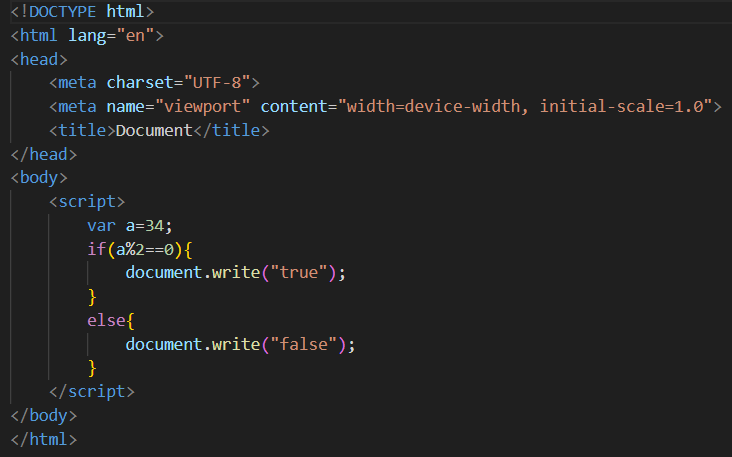 <!DOCTYPE html>
<html lang="en">
<head>
    <meta charset="UTF-8">
    <meta name="viewport" content="width=device-width, initial-scale=1.0">
    <title>Document</title>
</head>
<body>
    <script>
        var a=34;
        if(a%2==0){
            document.write("true");
        }
        else{
            document.write("false");
        }
    </script>
</body>
</html>